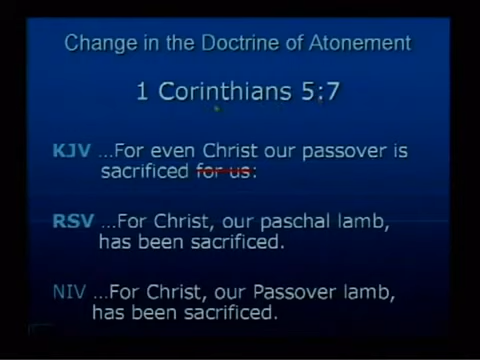 Change in the Doctrine of Atonement
1 Corinthians 5:7
KJV ...For even Christ our passover is
sacrificed for us:
RSV ...For Christ, our paschal lamb,
has been sacrificed.
NIV ...For Christ, our Passover lamb,
has been sacrificed.